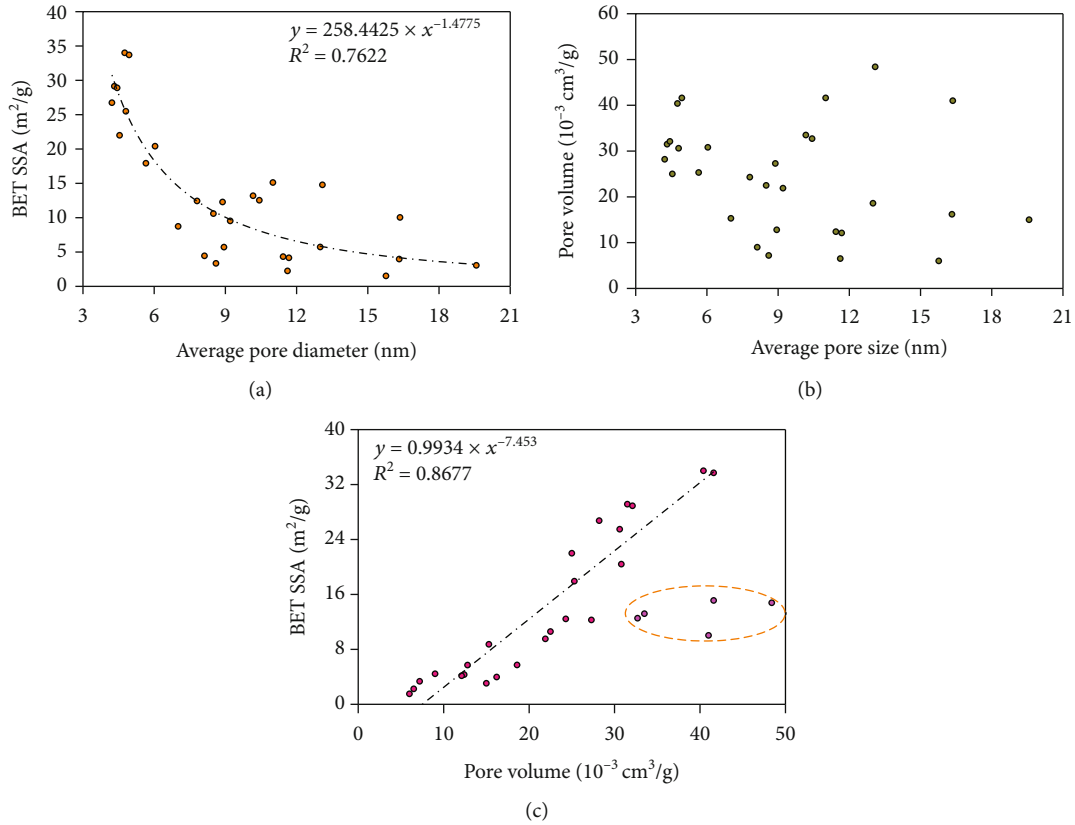 y = 258.4425 × x^−1.4775
R² = 0.7622
BET SSA (m²/g)
40
35
30
25
20
15
10
5
0
3 6 9 12 15 18 21
Average pore diameter (nm)
(a)
Pore volume (10⁻³ cm³/g)
60
50
40
30
20
10
0
3 6 9 12 15 18 21
Average pore size (nm)
(b)
y = 0.9934 × x^−7.453
R² = 0.8677
BET SSA (m²/g)
40
32
24
16
8
0
0 10 20 30 40 50
Pore volume (10⁻³ cm³/g)
(c)